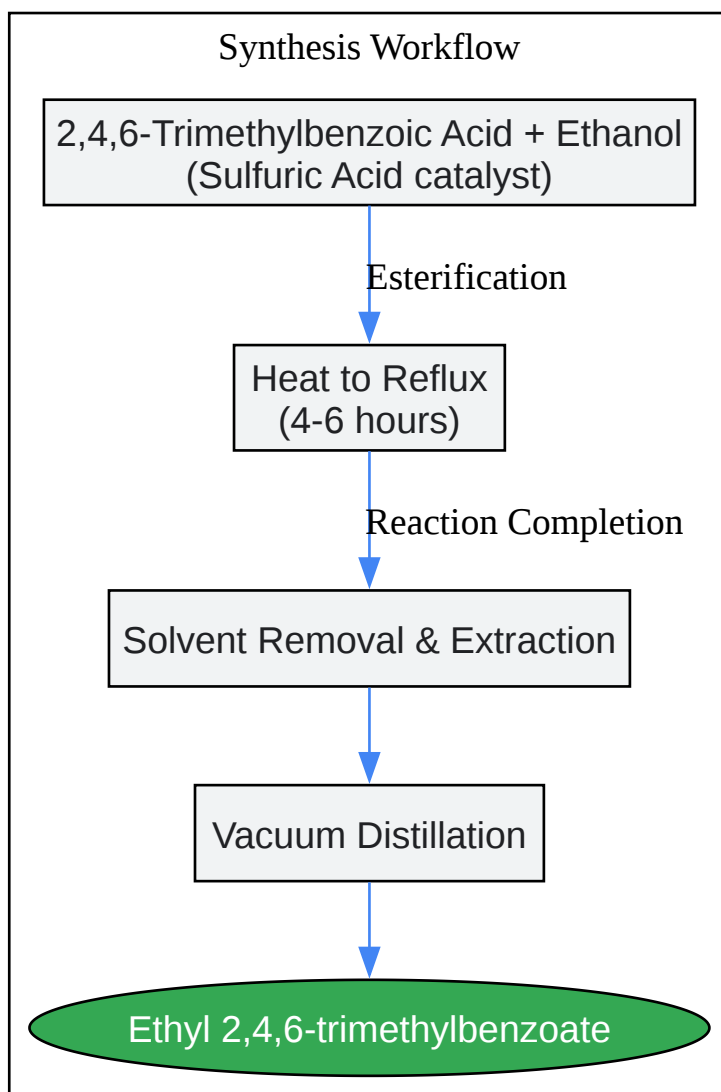 Synthesis Workflow
2,4,6-Trimethylbenzoic Acid + Ethanol
(Sulfuric Acid catalyst)
Esterification
Heat to Reflux
(4-6 hours)
Reaction Completion
Solvent Removal & Extraction
Vacuum Distillation
Ethyl 2,4,6-trimethylbenzoate